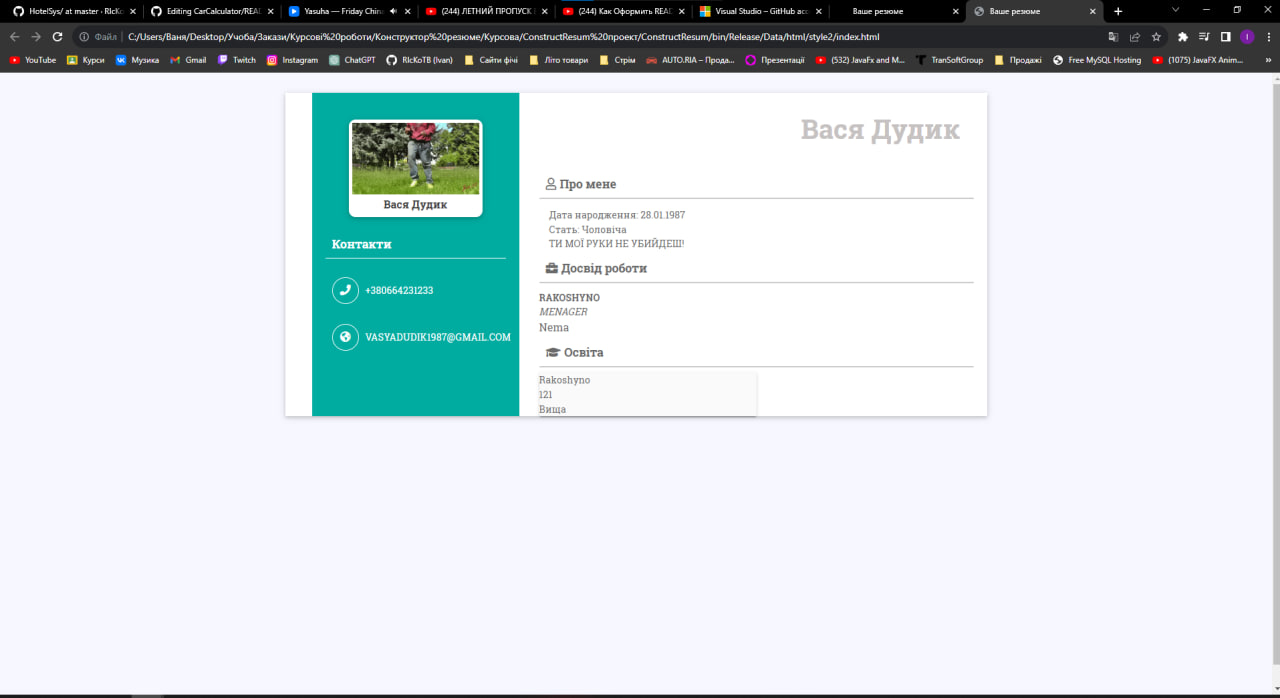 HotelSys/ at master · RIcKo
Editing CarCalculator/READ
Yasuha — Friday Chin
(244) ЛЕТНИЙ ПРОПУСК
(244) Как Оформить READ
Visual Studio – GitHub acc
Ваше резюме
Ваше резюме
Файл
C:/Users/Ваня/Desktop/Учоба/Закази/Курсові%20роботи/Конструктор%20резюме/Курсова/ConstructResum%20проект/ConstructResum/bin/Release/Data/html/style2/index.html
I
YouTube
Курси
Музика
Gmail
Twitch
Instagram
ChatGPT
RIcKoTB (Ivan)
Сайти фічі
Літо товари
Стрім
AUTO.RIA – Прода...
Презентації
(532) JavaFx and M...
TranSoftGroup
Продажі
Free MySQL Hosting
(1075) JavaFX Anim...
»
Вася Дудик
Контакти
+380664231233
VASYADUDIK1987@GMAIL.COM
Вася Дудик
Про мене
Дата народження: 28.01.1987
Стать: Чоловіча
ТИ МОЇ РУКИ НЕ УБИЙДЕШ!
Досвід роботи
RAKOSHYNO
MENAGER
Nema
Освіта
Rakoshyno
121
Вища